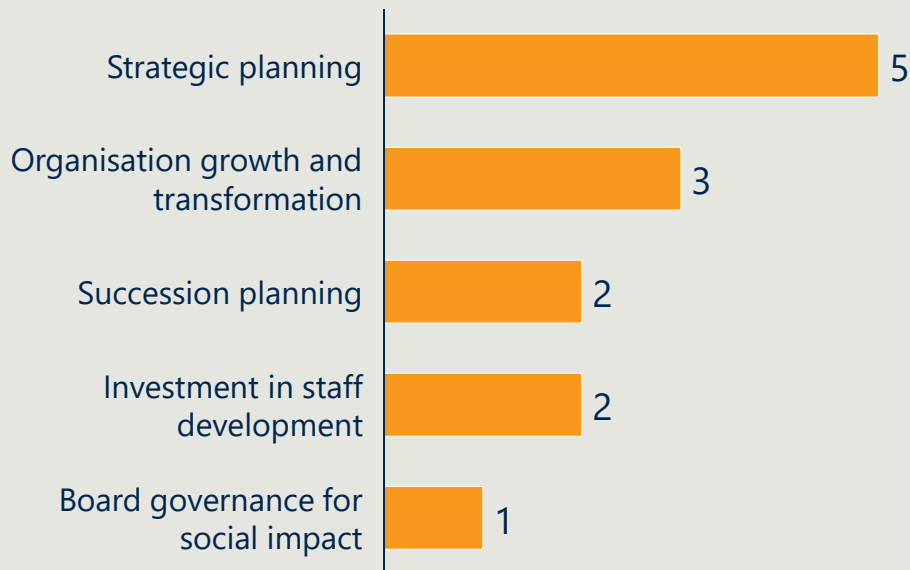 Strategic planning
5
Organisation growth and
transformation
3
Succession planning
2
Investment in staff
development
2
Board governance for
social impact
1